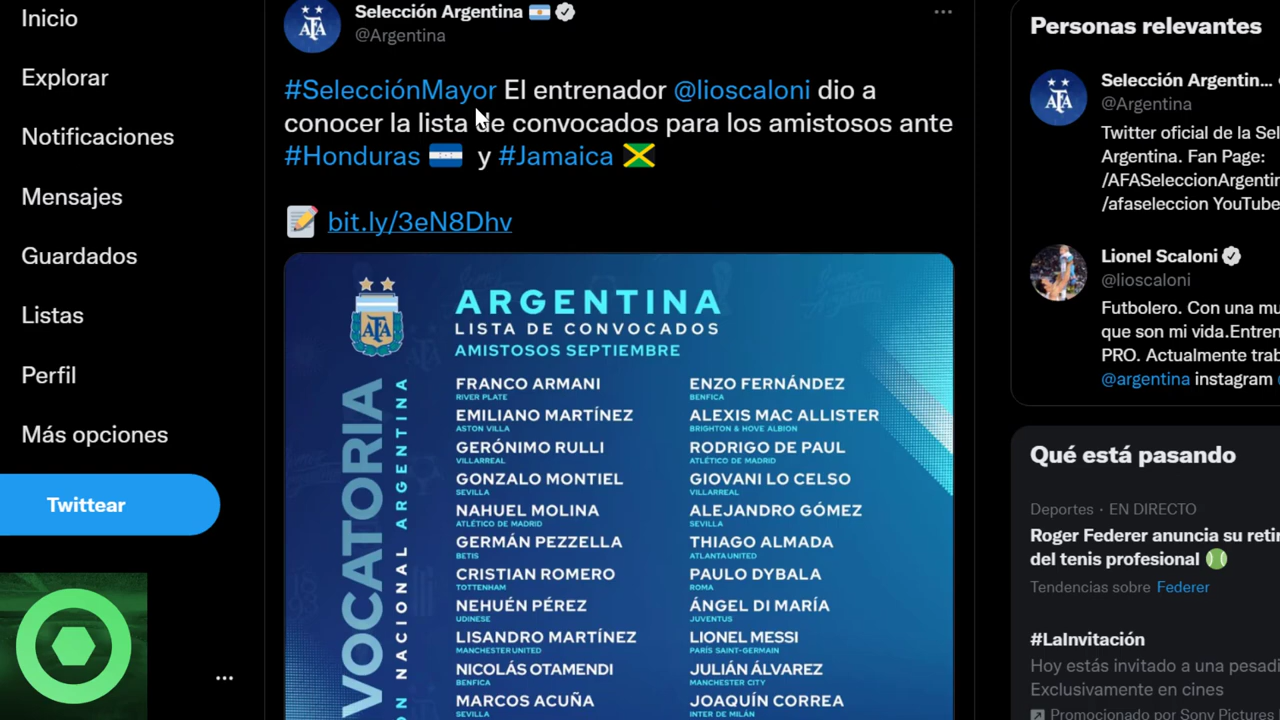 Inicio
Explorar
Notificaciones
Mensajes
Guardados
Listas
Perfil
Más opciones
Twittear
...
Selección Argentina
@Argentina
...
#SelecciónMayor El entrenador @lioscaloni dio a
conocer la lista de convocados para los amistosos ante
#Honduras y #Jamaica
bit.ly/3eN8Dhv
AFA
ARGENTINA
LISTA DE CONVOCADOS
AMISTOSOS SEPTIEMBRE
VOCATORIA
N NACIONAL ARGENTINA
FRANCO ARMANI
RIVER PLATE
EMILIANO MARTÍNEZ
ASTON VILLA
GERÓNIMO RULLI
VILLARREAL
GONZALO MONTIEL
SEVILLA
NAHUEL MOLINA
ATLÉTICO DE MADRID
GERMÁN PEZZELLA
BETIS
CRISTIAN ROMERO
TOTTENHAM
NEHUÉN PÉREZ
UDINESE
LISANDRO MARTÍNEZ
MANCHESTER UNITED
NICOLÁS OTAMENDI
BENFICA
MARCOS ACUÑA
SEVILLA
ENZO FERNÁNDEZ
BENFICA
ALEXIS MAC ALLISTER
BRIGHTON & HOVE ALBION
RODRIGO DE PAUL
ATLÉTICO DE MADRID
GIOVANI LO CELSO
VILLARREAL
ALEJANDRO GÓMEZ
SEVILLA
THIAGO ALMADA
ATLANTA UNITED
PAULO DYBALA
ROMA
ÁNGEL DI MARÍA
JUVENTUS
LIONEL MESSI
PARÍS SAINT-GERMAIN
JULIÁN ÁLVAREZ
MANCHESTER CITY
JOAQUÍN CORREA
INTER DE MILÁN
Personas relevantes
Selección Argentin...
@Argentina
Twitter oficial de la Sel
Argentina. Fan Page:
/AFASeleccionArgentin
/afaseleccion YouTube
Lionel Scaloni
@lioscaloni
Futbolero. Con una mu
que son mi vida.Entren
PRO. Actualmente trab
@argentina instagram
Qué está pasando
Deportes · EN DIRECTO
Roger Federer anuncia su retir
del tenis profesional
Tendencias sobre Federer
#LaInvitación
Hoy estás invitado a una pesadi
Exclusivamente en cines
Promocionado por Sony Pictures